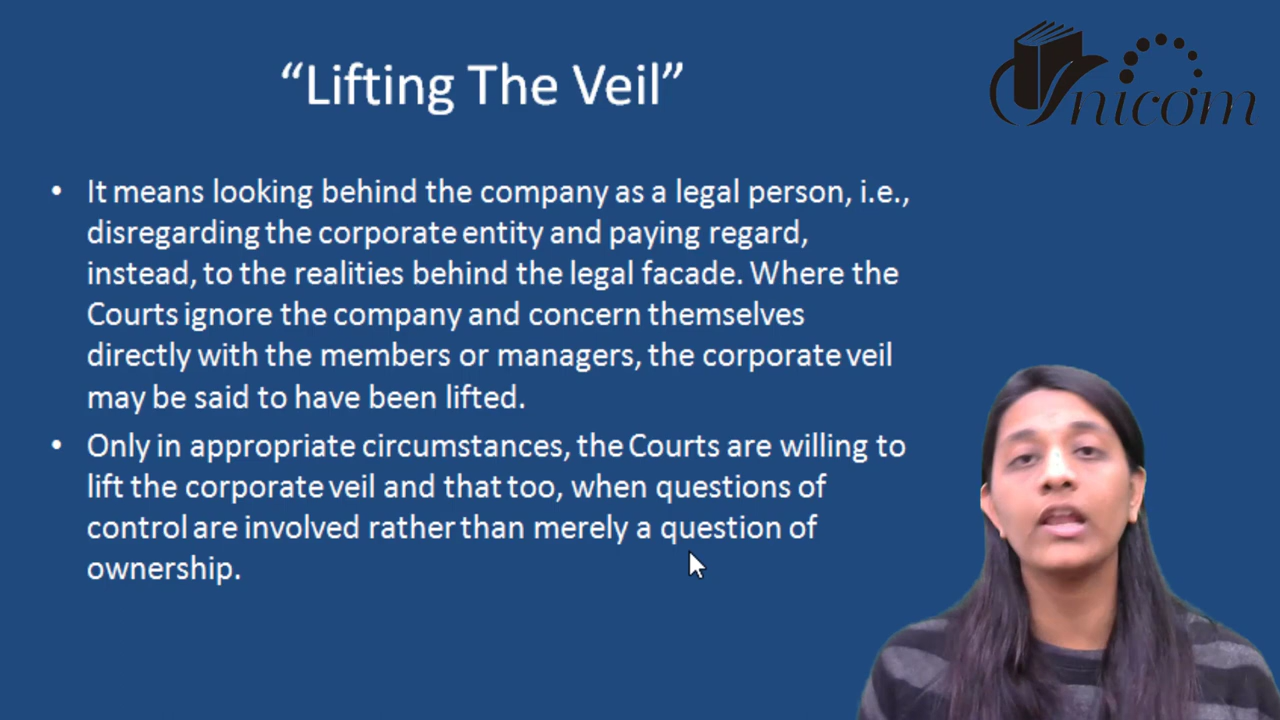 “Lifting The Veil”
Unicom
• It means looking behind the company as a legal person, i.e.,
disregarding the corporate entity and paying regard,
instead, to the realities behind the legal facade. Where the
Courts ignore the company and concern themselves
directly with the members or managers, the corporate veil
may be said to have been lifted.
• Only in appropriate circumstances, the Courts are willing to
lift the corporate veil and that too, when questions of
control are involved rather than merely a question of
ownership.